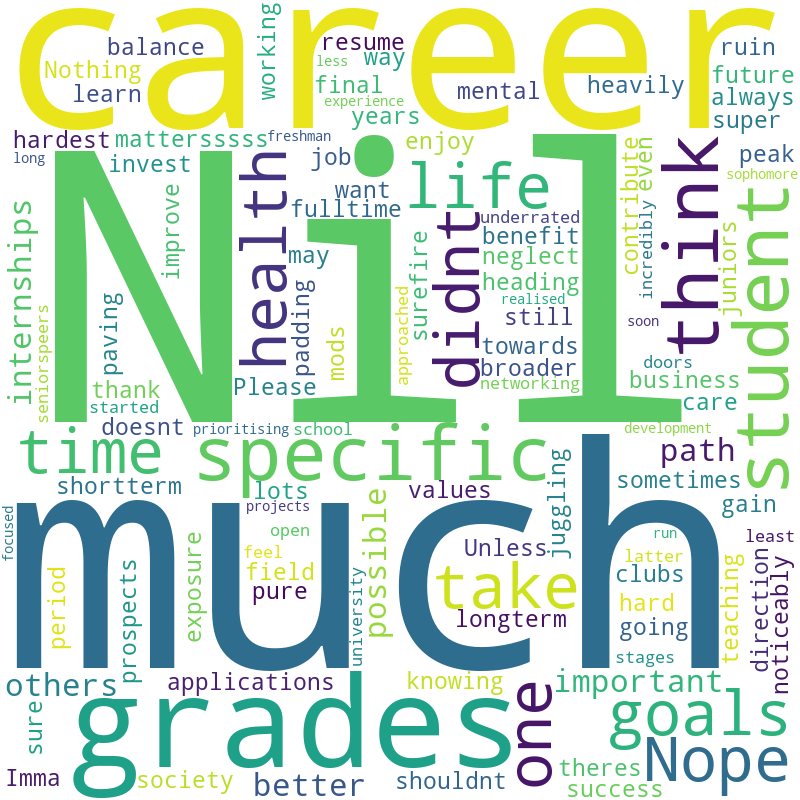 career
balance
resume
way
less
working
ruin
Nothing
learn
final
experience
years
mental
heavily
future
always
super
hardest
mattersssss
freshman
enjoy
long
invest
job
want
fulltime
life
health
improve
may
didnt
underrated
benefit
neglect
heading
realised
still
contribute
even
incredibly
think
juniors
peak
sophomore
student
internships
seniorspeers
paving
padding
mods
approached
surefire
Nil
soon
towards
broader
networking
doors
business
care
thank
started
doesnt
Please
prioritising
school
development
time
specific
path
sometimes
gain
shortterm
lots
values
juggling
focused
projects
open
feel
field
pure
possible
Unless
run
latter
least
much
period
prospects
exposure
university
take
longterm
clubs
hard
going
stages
teaching
direction
noticeably
others
applications
knowing
important
sure
grades
one
goals
Nope
Imma
society
better
shouldnt
theres
success